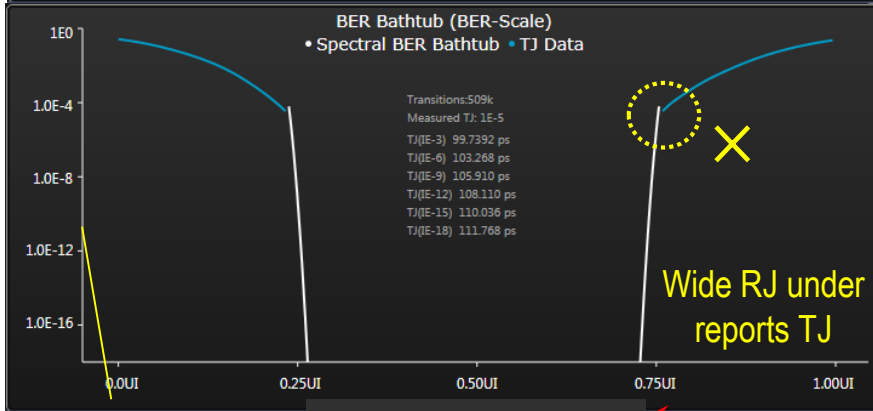 BER Bathtub (BER-Scale)
• Spectral BER Bathtub • TJ Data
1E0
1.0E-4
1.0E-8
1.0E-12
1.0E-16
Transitions:509k
Measured TJ: 1E-5
TJ(IE-3) 99.7392 ps
TJ(IE-6) 103.268 ps
TJ(IE-9) 105.910 ps
TJ(IE-12) 108.110 ps
TJ(IE-15) 110.036 ps
TJ(IE-18) 111.768 ps
Wide RJ under
reports TJ
0.0UI 0.25UI 0.50UI 0.75UI 1.00UI